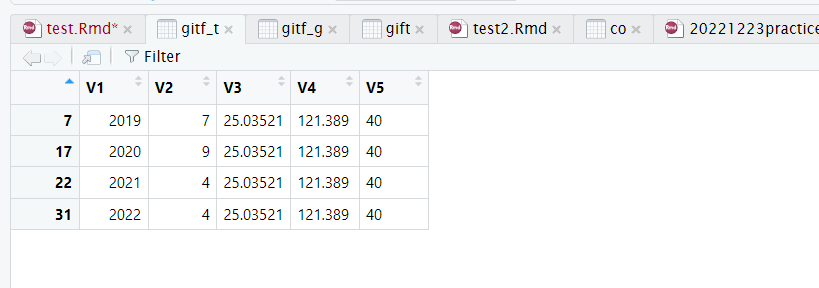 test.Rmd* gitf_t gitf_g gift test2.Rmd co 20221223practice
Filter
V1 V2 V3 V4 V5
7 2019 7 25.03521 121.389 40
17 2020 9 25.03521 121.389 40
22 2021 4 25.03521 121.389 40
31 2022 4 25.03521 121.389 40